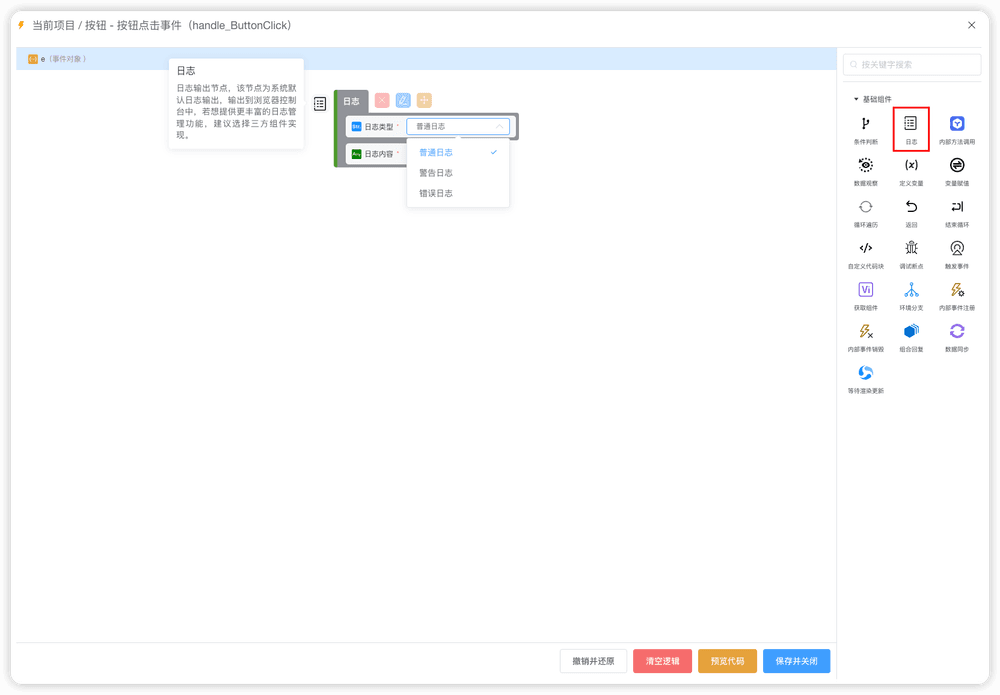 当前项目 / 按钮 - 按钮点击事件（handle_ButtonClick）
e（事件对象）
日志
日志输出节点，该节点为系统默
认日志输出，输出到浏览器控制
台中，若想提供更丰富的日志管
理功能，建议选择三方组件实
现。
日志
日志类型 * 普通日志
日志内容 *
普通日志
警告日志
错误日志
按关键字搜索
基础组件
条件判断 日志 内部方法调用
数据观察 定义变量 变量赋值
循环遍历 返回 结束循环
自定义代码块 调试断点 触发事件
获取组件 环境分支 内部事件注册
内部事件销毁 组合回复 数据同步
等待渲染更新
撤销并还原 清空逻辑 预览代码 保存并关闭